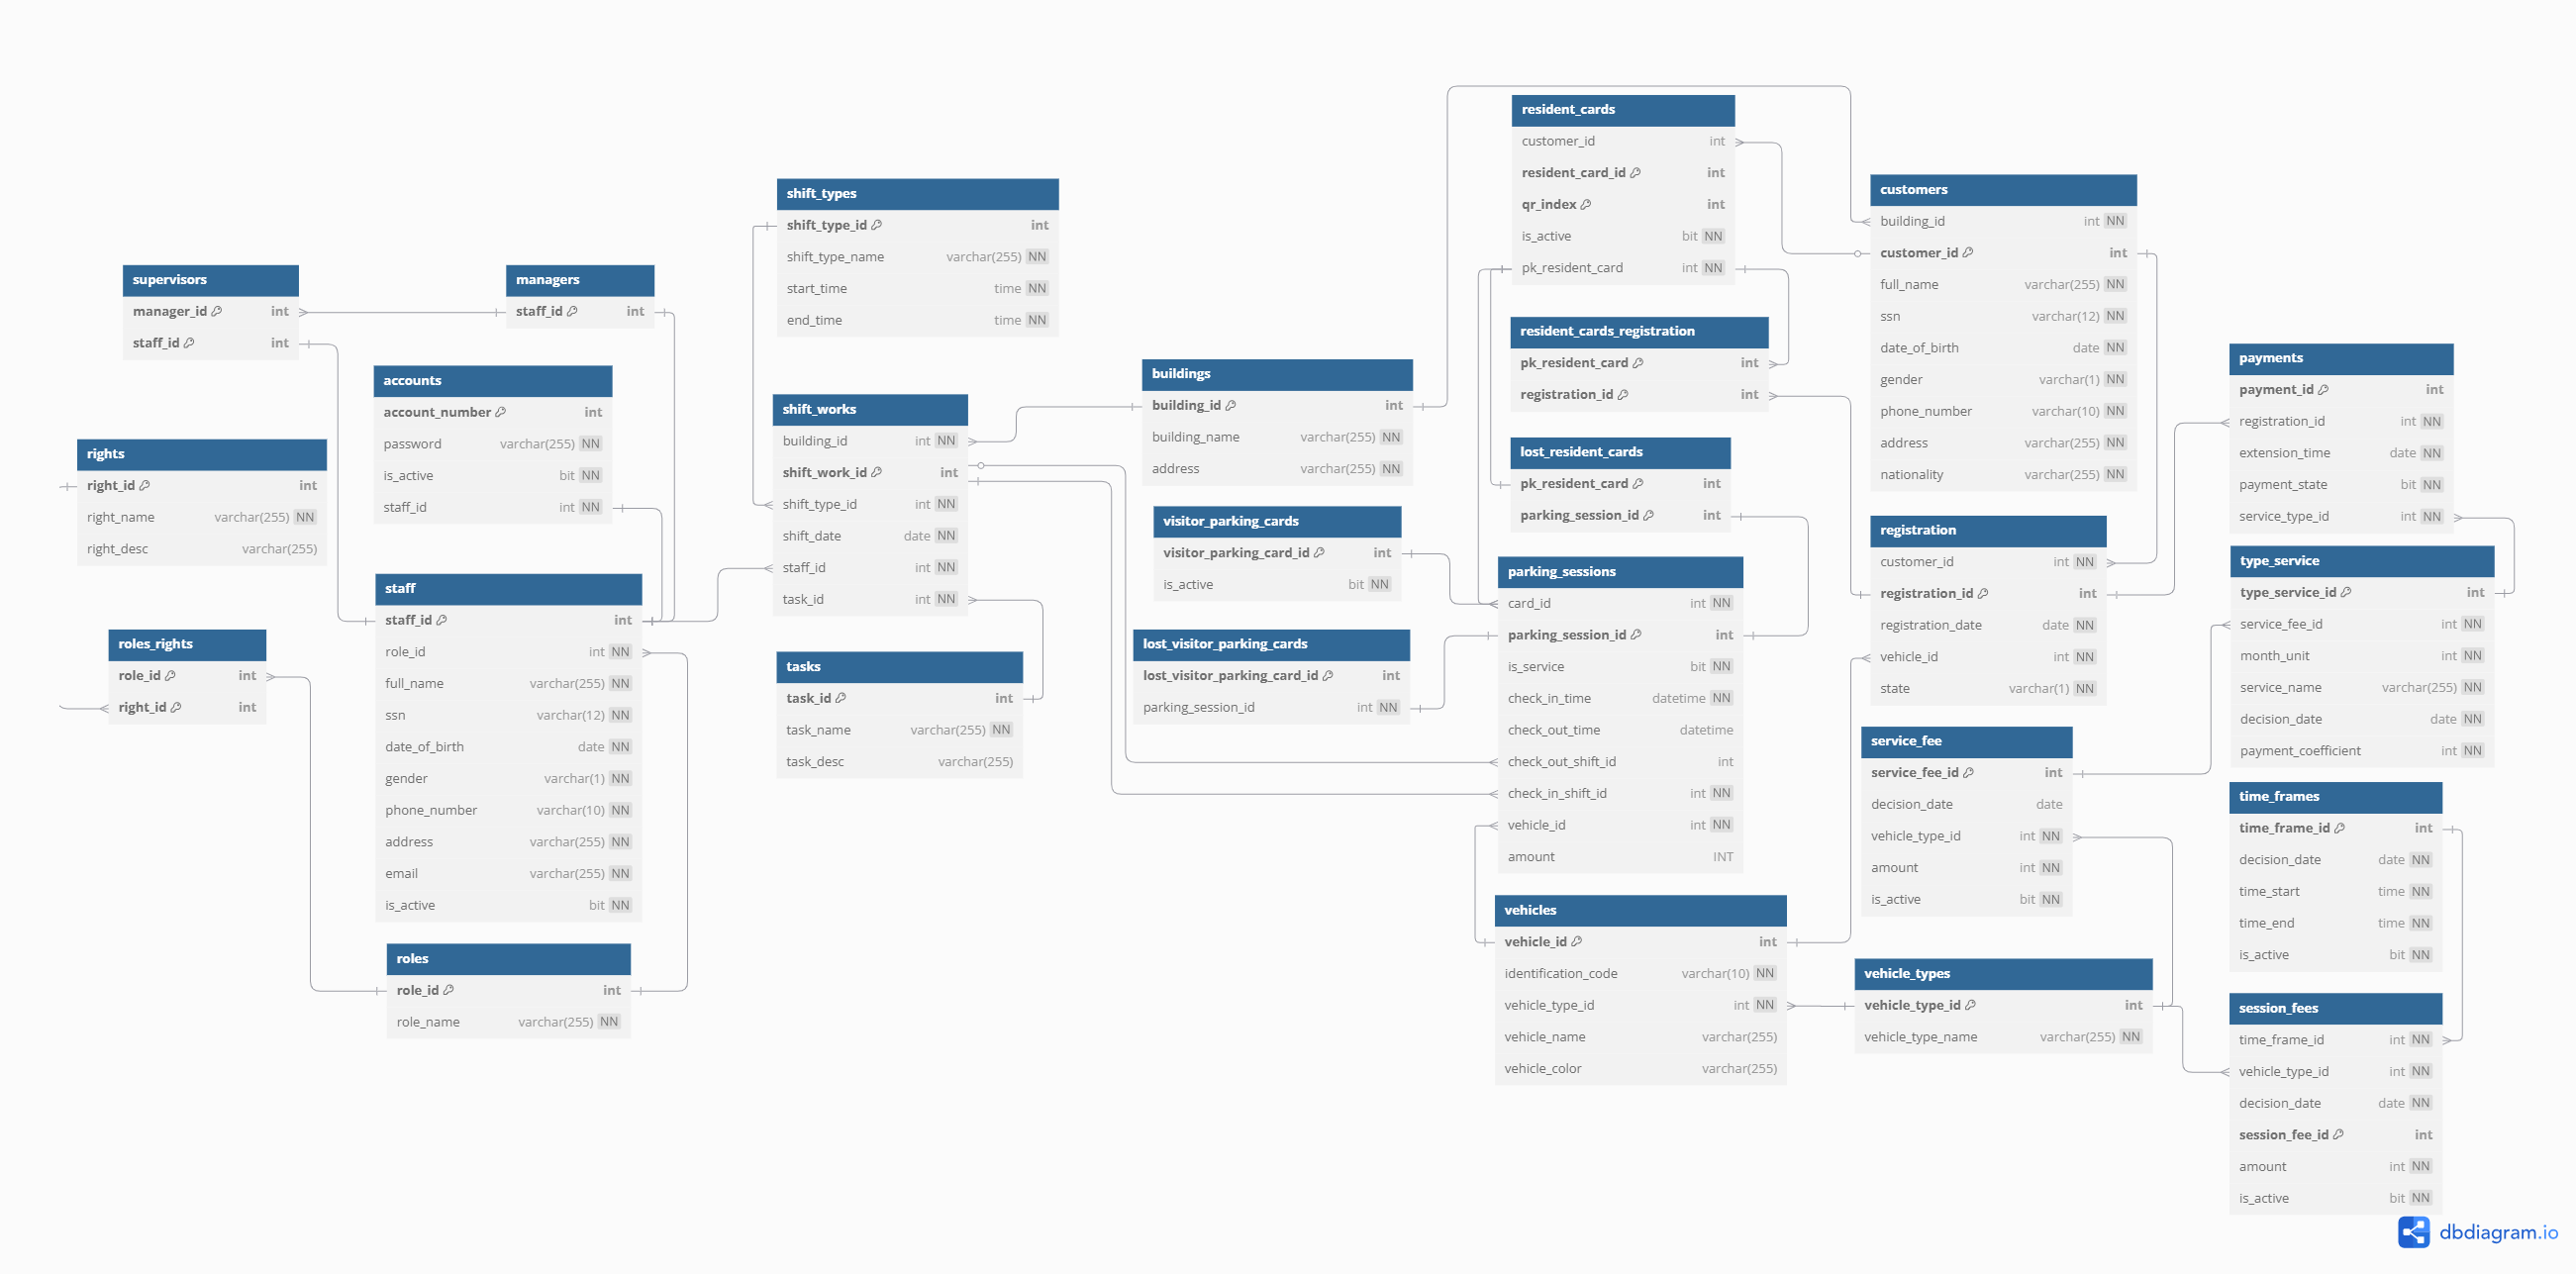 supervisors
manager_id int
staff_id int
managers
staff_id int
accounts
account_number int
password varchar(255) NN
is_active bit NN
staff_id int NN
rights
right_id int
right_name varchar(255) NN
right_desc varchar(255)
roles_rights
role_id int
right_id int
staff
staff_id int
role_id int NN
full_name varchar(255) NN
ssn varchar(12) NN
date_of_birth date NN
gender varchar(1) NN
phone_number varchar(10) NN
address varchar(255) NN
email varchar(255) NN
is_active bit NN
roles
role_id int
role_name varchar(255) NN
shift_types
shift_type_id int
shift_type_name varchar(255) NN
start_time time NN
end_time time NN
shift_works
building_id int NN
shift_work_id int
shift_type_id int NN
shift_date date NN
staff_id int NN
task_id int NN
tasks
task_id int
task_name varchar(255) NN
task_desc varchar(255)
buildings
building_id int
building_name varchar(255) NN
address varchar(255) NN
visitor_parking_cards
visitor_parking_card_id int
is_active bit NN
lost_visitor_parking_cards
lost_visitor_parking_card_id int
parking_session_id int NN
resident_cards
customer_id int
resident_card_id int
qr_index int
is_active bit NN
pk_resident_card int NN
resident_cards_registration
pk_resident_card int
registration_id int
lost_resident_cards
pk_resident_card int
parking_session_id int
parking_sessions
card_id int NN
parking_session_id int
is_service bit NN
check_in_time datetime NN
check_out_time datetime
check_out_shift_id int
check_in_shift_id int NN
vehicle_id int NN
amount INT
vehicles
vehicle_id int
identification_code varchar(10) NN
vehicle_type_id int NN
vehicle_name varchar(255)
vehicle_color varchar(255)
customers
building_id int NN
customer_id int
full_name varchar(255) NN
ssn varchar(12) NN
date_of_birth date NN
gender varchar(1) NN
phone_number varchar(10) NN
address varchar(255) NN
nationality varchar(255) NN
registration
customer_id int NN
registration_id int
registration_date date NN
vehicle_id int NN
state varchar(1) NN
service_fee
service_fee_id int
decision_date date
vehicle_type_id int NN
amount int NN
is_active bit NN
vehicle_types
vehicle_type_id int
vehicle_type_name varchar(255) NN
payments
payment_id int
registration_id int NN
extension_time date NN
payment_state bit NN
service_type_id int NN
type_service
type_service_id int
service_fee_id int NN
month_unit int NN
service_name varchar(255) NN
decision_date date NN
payment_coefficient int NN
time_frames
time_frame_id int
decision_date date NN
time_start time NN
time_end time NN
is_active bit NN
session_fees
time_frame_id int NN
vehicle_type_id int NN
decision_date date NN
session_fee_id int
amount int NN
is_active bit NN
dbdiagram.io